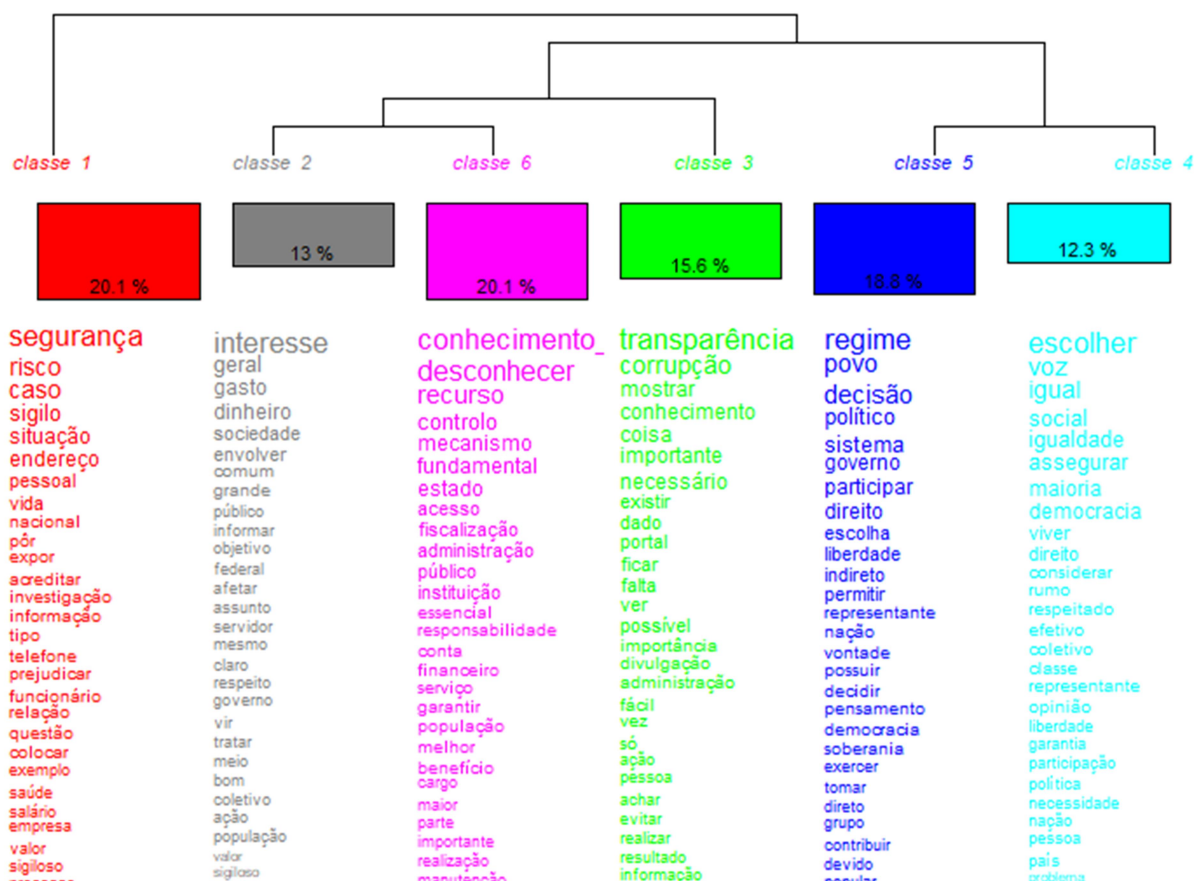 classe 1
classe 2
classe 6
classe 3
classe 5
classe 4
20.1 %
13 %
20.1 %
15.6 %
18.8 %
12.3 %
segurança
risco
caso
sigilo
situação
endereço
pessoal
vida
nacional
pôr
expor
acreditar
investigação
informação
tipo
telefone
prejudicar
funcionário
relação
questão
colocar
exemplo
saúde
salário
empresa
valor
sigiloso
interesse
geral
gasto
dinheiro
sociedade
envolver
comum
grande
público
informar
objetivo
federal
afetar
assunto
servidor
mesmo
claro
respeito
governo
vir
tratar
meio
bom
coletivo
ação
população
valor
sigiloso
conhecimento_
desconhecer
recurso
controlo
mecanismo
fundamental
estado
acesso
fiscalização
administração
público
instituição
essencial
responsabilidade
conta
financeiro
serviço
garantir
população
melhor
benefício
cargo
maior
parte
importante
realização
manutenção
transparência
corrupção
mostrar
conhecimento
coisa
importante
necessário
existir
dado
portal
ficar
falta
ver
possível
importância
divulgação
administração
fácil
vez
só
ação
pessoa
achar
evitar
realizar
resultado
informação
regime
povo
decisão
político
sistema
governo
participar
direito
escolha
liberdade
indireto
permitir
representante
nação
vontade
possuir
decidir
pensamento
democracia
soberania
exercer
tomar
direto
grupo
contribuir
devido
popular
escolher
voz
igual
social
igualdade
assegurar
maioria
democracia
viver
direito
considerar
rumo
respeitado
efetivo
coletivo
classe
representante
opinião
liberdade
garantia
participação
política
necessidade
nação
pessoa
país
problema